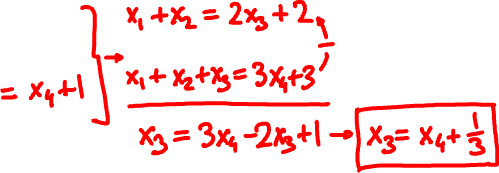 x₁ + x₂ = 2x₃ + 2
= x₄ + 1
x₁ + x₂ + x₃ = 3x₄ + 3
x₃ = 3x₄ - 2x₃ + 1 → x₃ = x₄ + 1/3